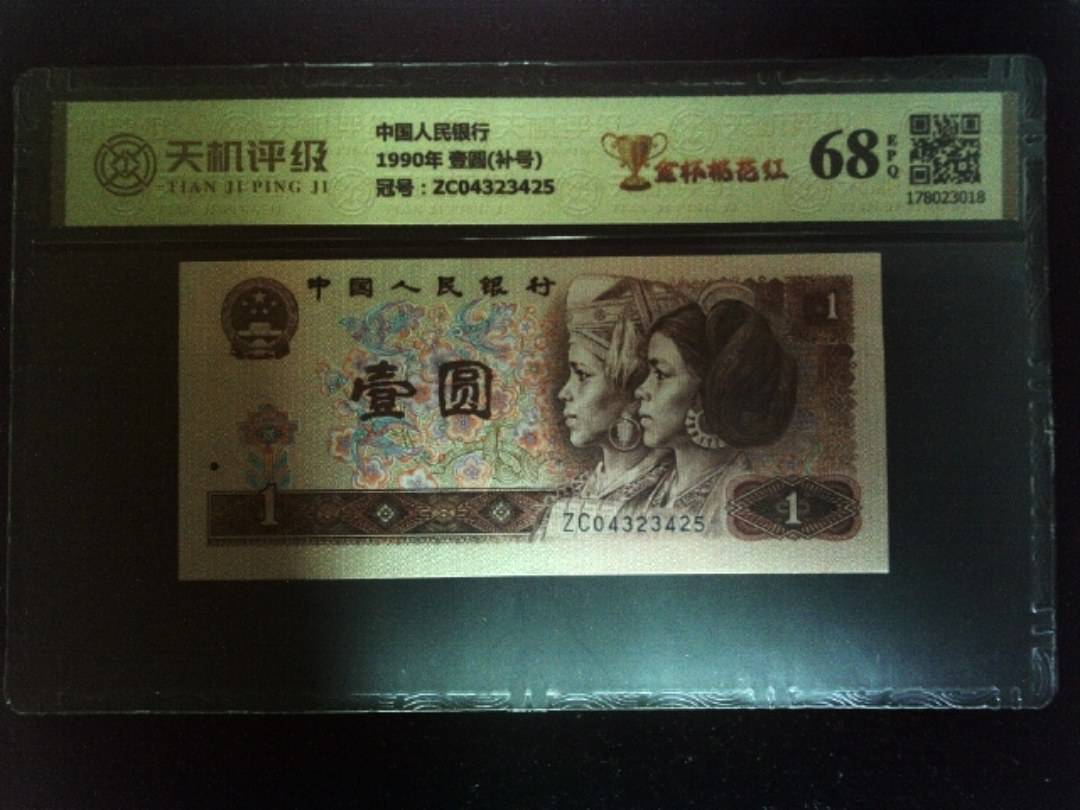 天机评级
TIAN JI PING JI
中国人民银行
1990年 壹圆(补号)
冠号：ZC04323425
金杯桃花红
68
EPQ
178023018
中国人民银行
1
壹圆
1
ZC04323425
1